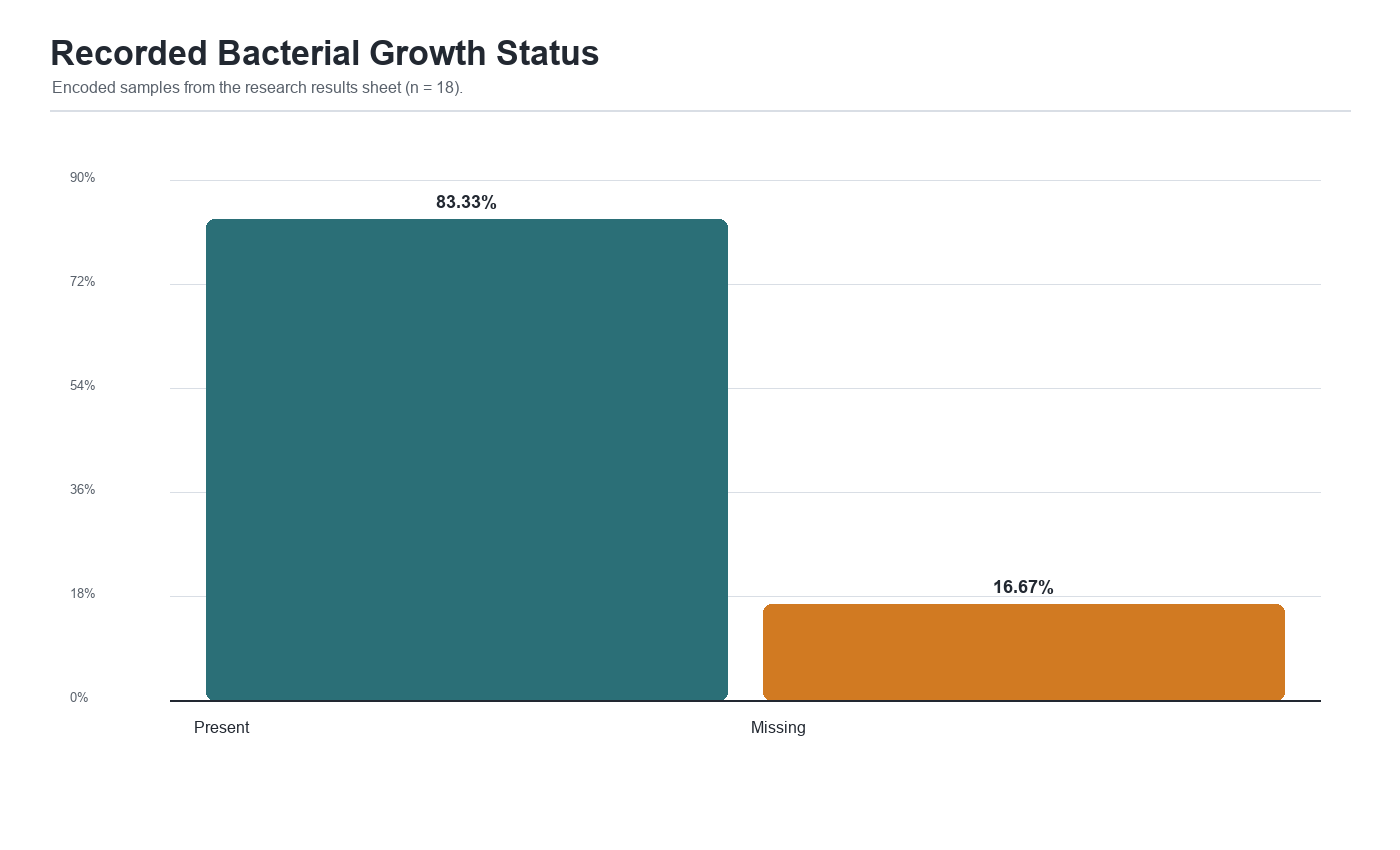 Recorded Bacterial Growth Status
Encoded samples from the research results sheet (n = 18).
90%
83.33%
72%
54%
36%
18%
16.67%
0%
Present
Missing